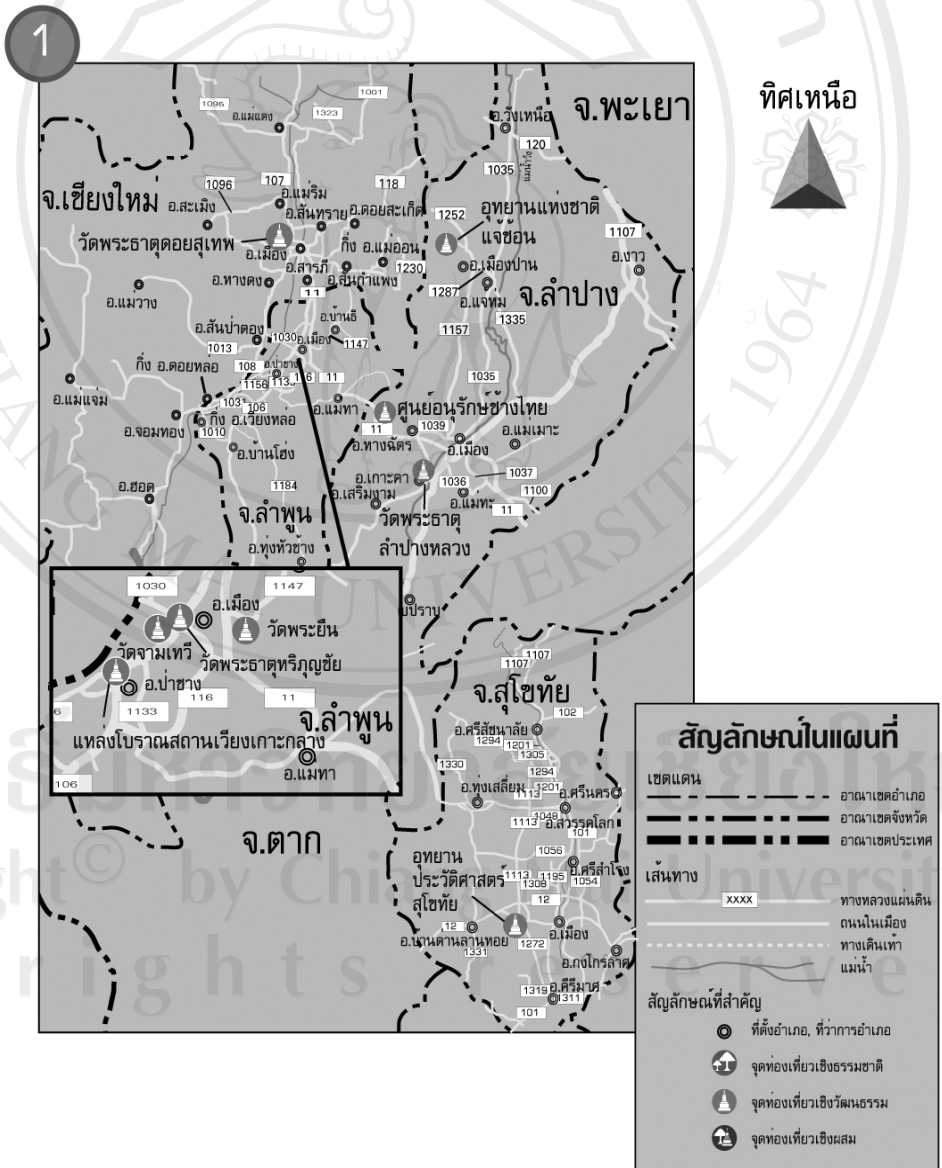 1
ทิศเหนือ
1095
1001
อ.แม่แตง
1323
อ.วังเหนือ
จ.พะเยา
120
1035
แม่น้ำวัง
1096
107
118
อ.แม่ริม
จ.เชียงใหม่
อ.สะเมิง
อ.สันทราย
อ.ดอยสะเก็ด
1252
อุทยานแห่งชาติ
แจ้ซ้อน
1107
วัดพระธาตุดอยสุเทพ
อ.เมือง
กิ่ง อ.แม่ออน
อ.งาว
อ.สารภี
1230
อ.เมืองปาน
อ.หางดง
อ.สันกำแพง
11
1287
อ.แจ้ห่ม
จ.ลำปาง
อ.แม่วาง
อ.บ้านธิ
1335
อ.สันป่าตอง
1030
อ.เมือง
1147
1157
1013
กิ่ง อ.ดอยหล่อ
108
อ.ป่าซาง
1156
11
1035
อ.แม่แจ่ม
1031
106
อ.แม่ทา
ศูนย์อนุรักษ์ช้างไทย
อ.จอมทอง
กิ่ง อ.เวียงหล่อ
1010
11
1039
อ.แม่เมาะ
อ.บ้านโฮ่ง
อ.หางฉัตร
อ.เมือง
อ.ฮอด
1184
อ.เกาะคา
1036
1037
อ.เสริมงาม
อ.แม่ทะ
1100
11
จ.ลำพูน
วัดพระธาตุ
ลำปางหลวง
อ.ทุ่งหัวช้าง
1030
1147
อ.เมือง
วัดพระยืน
วัดจามเทวี
วัดพระธาตุหริภุญชัย
อ.ป่าซาง
116
11
1133
จ.ลำพูน
แหล่งโบราณสถานเวียงเกาะกลาง
อ.แม่ทา
106
1107
1107
จ.สุโขทัย
102
อ.ศรีสัชนาลัย
1294
1201
1305
1330
1294
อ.ทุ่งเสลี่ยม
1201
1113
อ.ศรีนคร
1048
1113
อ.สวรรคโลก
101
จ.ตาก
1056
อุทยาน
ประวัติศาสตร์
สุโขทัย
1113
1195
อ.ศรีสำโรง
1308
1054
12
12
อ.เมือง
อ.บ้านด่านลานหอย
1272
1331
อ.กงไกรลาศ
อ.คีรีมาศ
1319
1311
101
สัญลักษณ์ในแผนที่
เขตแดน
อาณาเขตอำเภอ
อาณาเขตจังหวัด
อาณาเขตประเทศ
เส้นทาง
XXXX
ทางหลวงแผ่นดิน
ถนนในเมือง
ทางเดินเท้า
แม่น้ำ
สัญลักษณ์ที่สำคัญ
ที่ตั้งอำเภอ, ที่ว่าการอำเภอ
จุดท่องเที่ยวเชิงธรรมชาติ
จุดท่องเที่ยวเชิงวัฒนธรรม
จุดท่องเที่ยวเชิงผสม